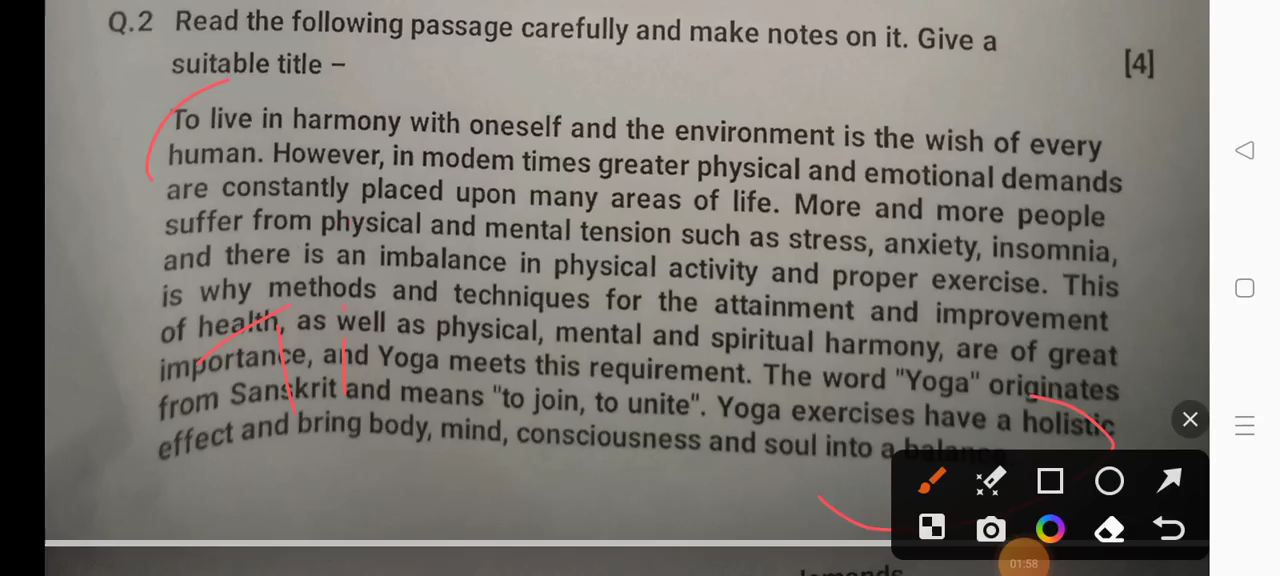 Q.2 Read the following passage carefully and make notes on it. Give a
suitable title – [4]
To live in harmony with oneself and the environment is the wish of every
human. However, in modem times greater physical and emotional demands
are constantly placed upon many areas of life. More and more people
suffer from physical and mental tension such as stress, anxiety, insomnia,
and there is an imbalance in physical activity and proper exercise. This
is why methods and techniques for the attainment and improvement
of health, as well as physical, mental and spiritual harmony, are of great
importance, and Yoga meets this requirement. The word "Yoga" originates
from Sanskrit and means "to join, to unite". Yoga exercises have a holistic
effect and bring body, mind, consciousness and soul into a balance
01:58